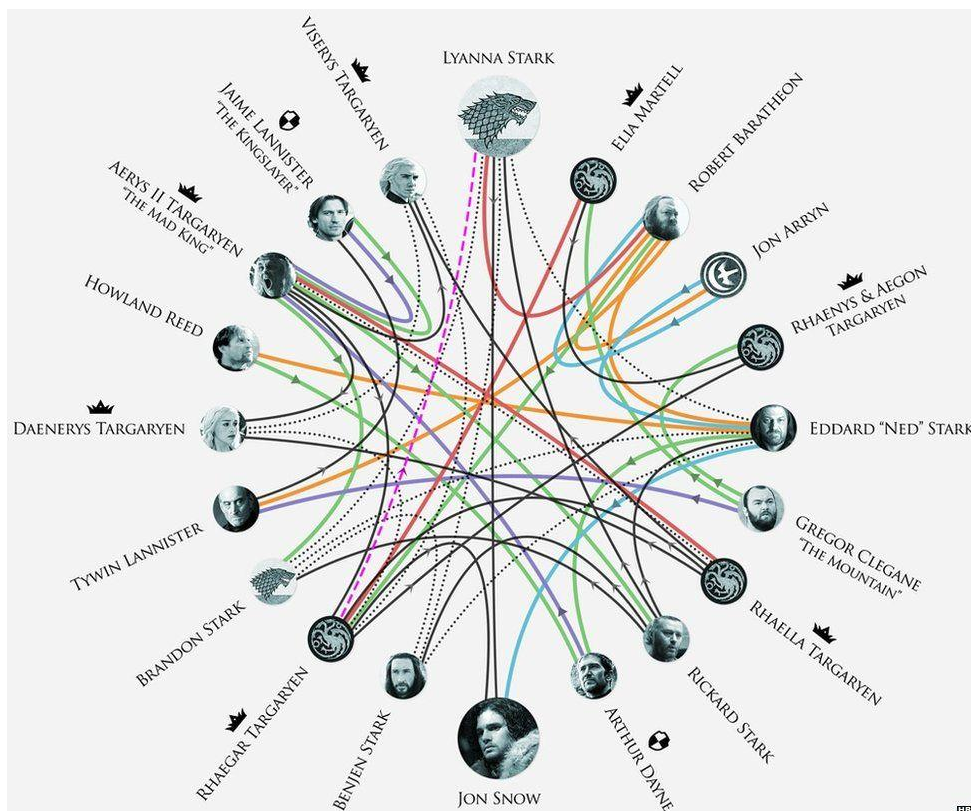 LYANNA STARK
ELIA MARTELL
ROBERT BARATHEON
JON ARRYN
RHAENYS & AEGON
TARGARYEN
EDDARD “NED” STARK
GREGOR CLEGANE
“THE MOUNTAIN”
RHAELLA TARGARYEN
RICKARD STARK
ARTHUR DAYNE
JON SNOW
BENJEN STARK
RHAEGAR TARGARYEN
BRANDON STARK
TYWIN LANNISTER
DAENERYS TARGARYEN
HOWLAND REED
AERYS II TARGARYEN
“THE MAD KING”
JAIME LANNISTER
“THE KINGSLAYER”
VISERYS TARGARYEN